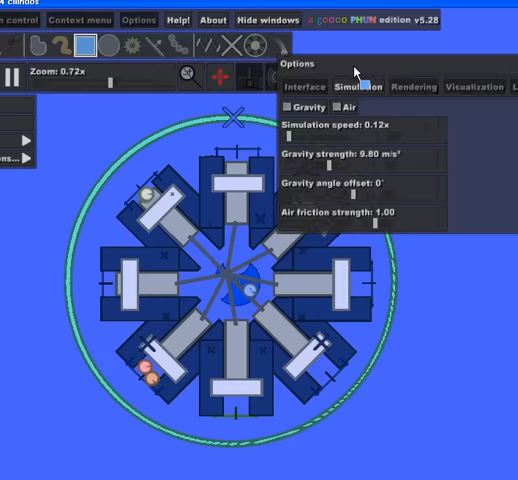 4 cilindos
n control Context menu Options Help! About Hide windows a godoo PHUN edition v5.28
Zoom: 0.72x
Options
Interface Simulation Rendering Visualization L
Gravity Air
Simulation speed: 0.12x
Gravity strength: 9.80 m/s²
Gravity angle offset: 0°
Air friction strength: 1.00
ons...